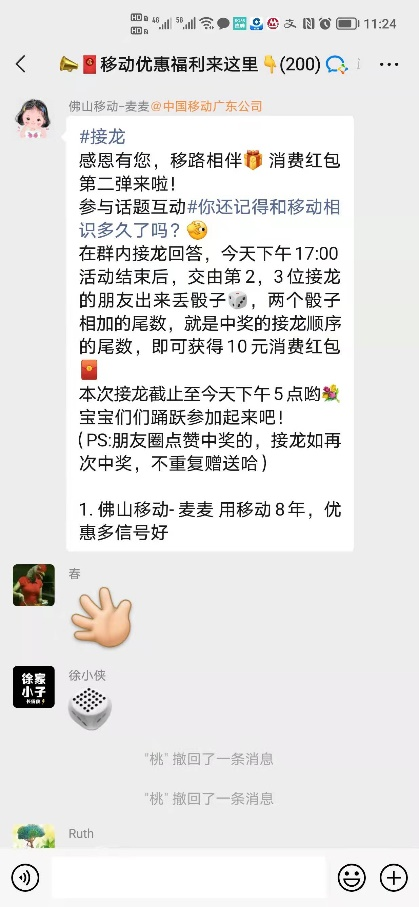 11:24
移动优惠福利来这里(200)
佛山移动-麦麦@中国移动广东公司
#接龙
感恩有您，移路相伴 消费红包
第二弹来啦！
参与话题互动#你还记得和移动相
识多久了吗？
在群内接龙回答，今天下午17:00
活动结束后，交由第2，3位接龙
的朋友出来丢骰子，两个骰子
相加的尾数，就是中奖的接龙顺序
的尾数，即可获得10元消费红包
本次接龙截止至今天下午5点哟
宝宝们们踊跃参加起来吧！
（PS:朋友圈点赞中奖的，接龙如再
次中奖，不重复赠送哈）
1. 佛山移动-麦麦 用移动8年，优
惠多信号好
春
徐家
小子
徐小侠
“桃”撤回了一条消息
“桃”撤回了一条消息
Ruth